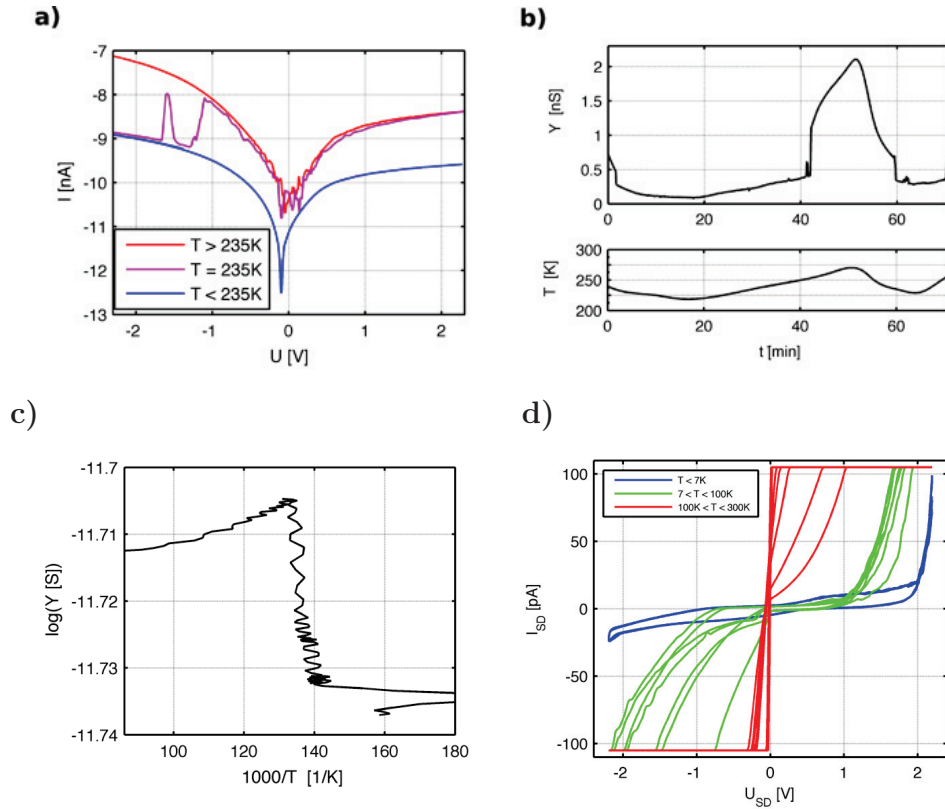 a)
-7
-8
-9
-10
-11
-12
-13
I [nA]
T > 235K
T = 235K
T < 235K
-2
-1
0
1
2
U [V]
b)
2
1.5
1
0.5
0
Y [nS]
0
20
40
60
300
250
200
T [K]
0
20
40
60
t [min]
c)
-11.7
-11.71
-11.72
-11.73
-11.74
log(Y [S])
100
120
140
160
180
1000/T [1/K]
d)
100
50
0
-50
-100
I_SD [pA]
T < 7K
7 < T < 100K
100K < T < 300K
-2
-1
0
1
2
U_SD [V]